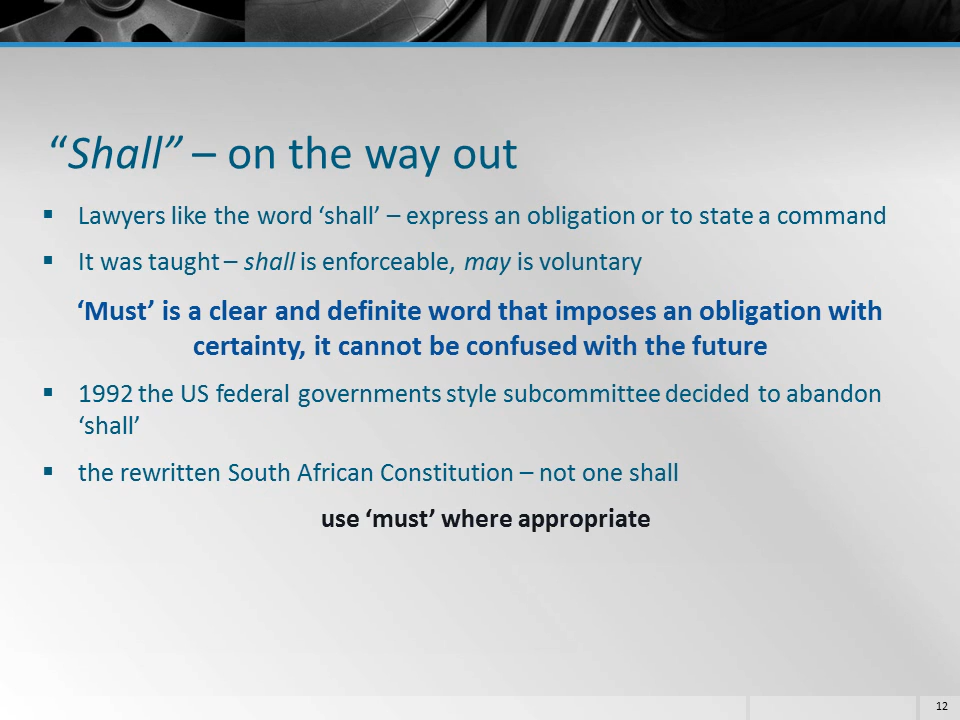 “Shall” – on the way out
▪ Lawyers like the word ‘shall’ – express an obligation or to state a command
▪ It was taught – shall is enforceable, may is voluntary
‘Must’ is a clear and definite word that imposes an obligation with
certainty, it cannot be confused with the future
▪ 1992 the US federal governments style subcommittee decided to abandon
‘shall’
▪ the rewritten South African Constitution – not one shall
use ‘must’ where appropriate
12